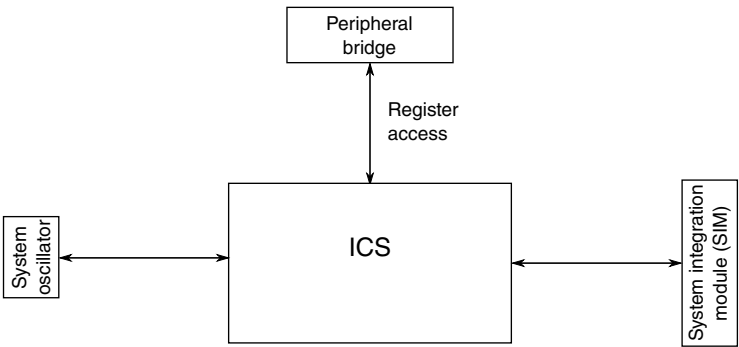 Peripheral
bridge
Register
access
System
oscillator
ICS
System integration
module (SIM)